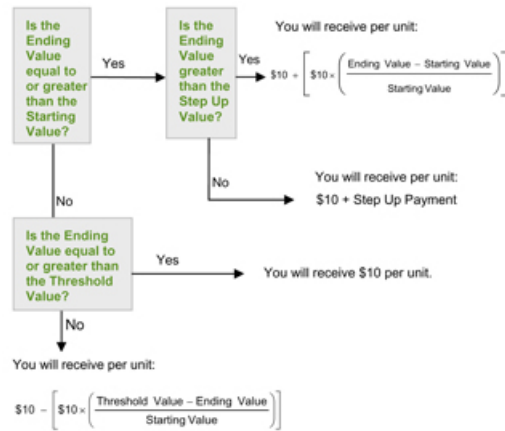 Is the
Ending
Value
equal to
or greater
than the
Starting
Value?
Yes
Is the
Ending
Value
greater
than the
Step Up
Value?
Yes
You will receive per unit:
$10 + [ $10 × ( Ending Value – Starting Value
Starting Value ) ]
No
You will receive per unit:
$10 + Step Up Payment
No
Is the Ending
Value equal to
or greater than
the Threshold
Value?
Yes
You will receive $10 per unit.
No
You will receive per unit:
$10 – [ $10 × ( Threshold Value – Ending Value
Starting Value ) ]